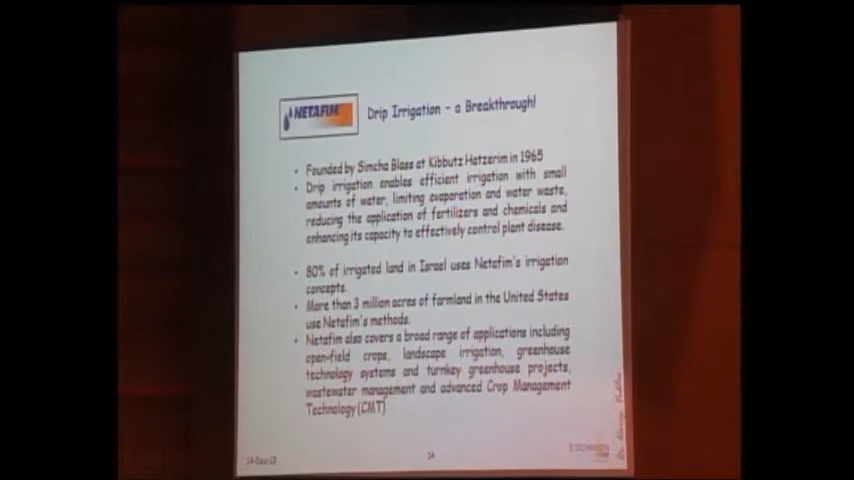 NETAFIM
Drip Irrigation - a Breakthrough!
• Founded by Simcha Blass at Kibbutz Hatzerim in 1965
• Drip irrigation enables efficient irrigation with small
amounts of water, limiting evaporation and water waste,
reducing the application of fertilizers and chemicals and
enhancing its capacity to effectively control plant disease.
• 80% of irrigated land in Israel uses Netafim's irrigation
concepts.
• More than 3 million acres of farmland in the United States
use Netafim's methods.
• Netafim also covers a broad range of applications including
open-field crops, landscape irrigation, greenhouse
technology systems and turnkey greenhouse projects,
wastewater management and advanced Crop Management
Technology (CMT)
14